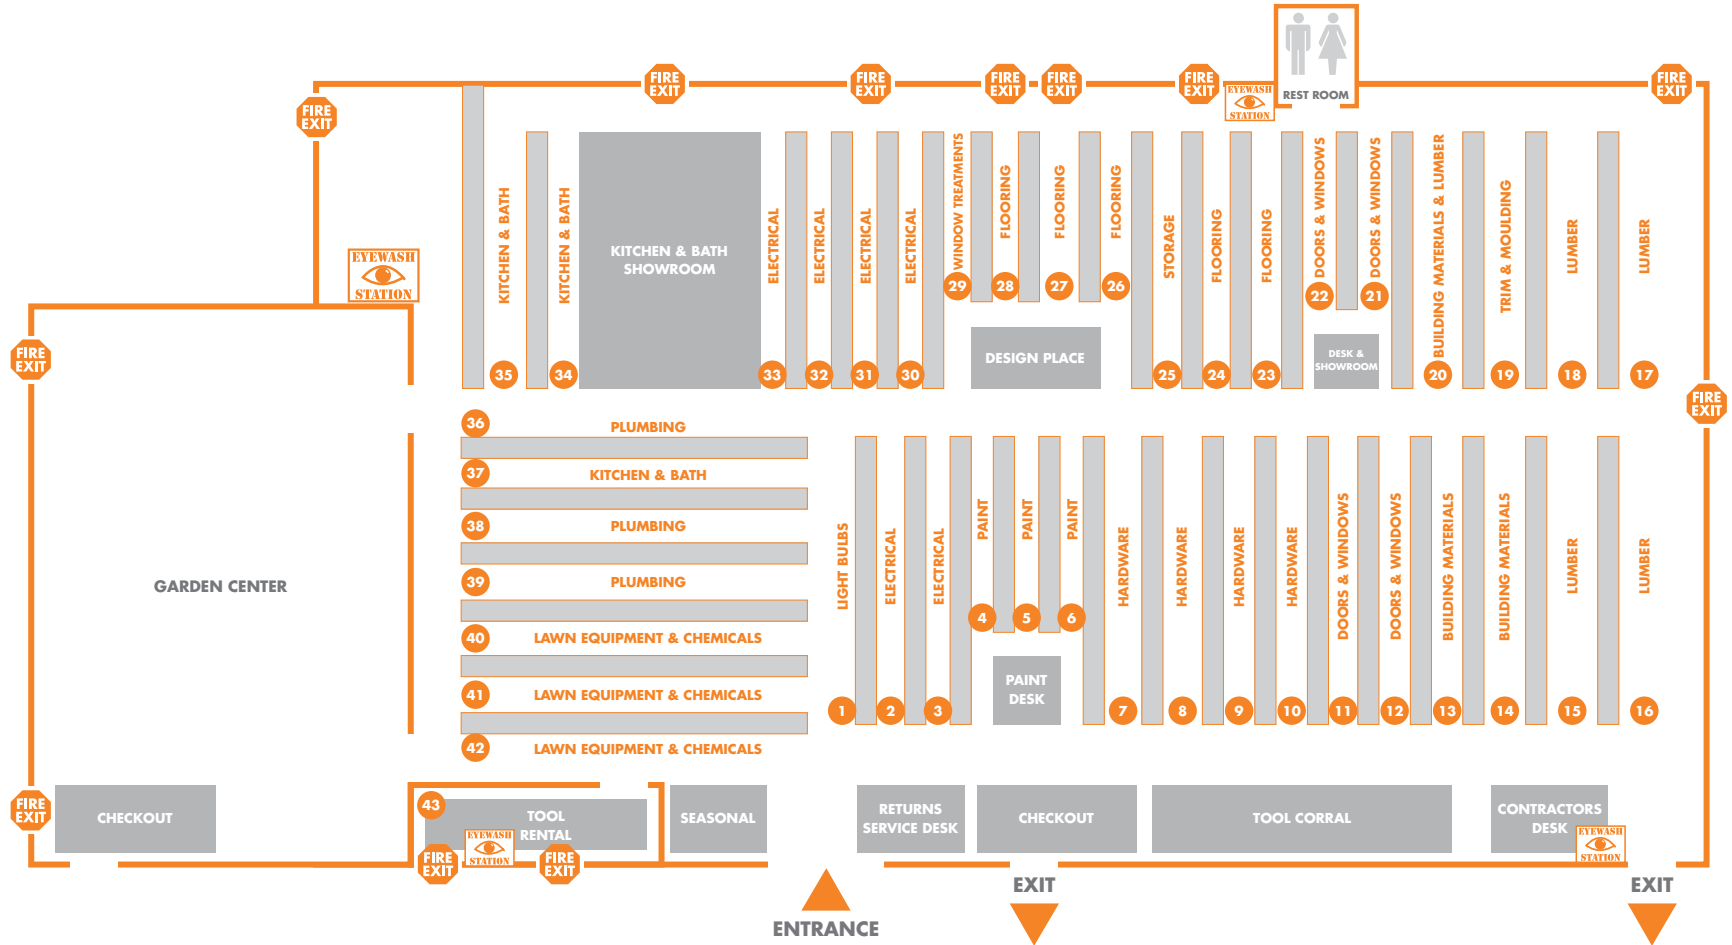 REST ROOM
FIRE
EXIT
FIRE
EXIT
FIRE
EXIT
FIRE
EXIT
FIRE
EXIT
FIRE
EXIT
FIRE
EXIT
EYEWASH
STATION
EYEWASH
STATION
KITCHEN & BATH
35
KITCHEN & BATH
34
KITCHEN & BATH
SHOWROOM
ELECTRICAL
33
ELECTRICAL
32
ELECTRICAL
31
ELECTRICAL
30
WINDOW TREATMENTS
29
FLOORING
28
FLOORING
27
FLOORING
26
DESIGN PLACE
STORAGE
25
FLOORING
24
FLOORING
23
DOORS & WINDOWS
22
DOORS & WINDOWS
21
DESK &
SHOWROOM
BUILDING MATERIALS & LUMBER
20
TRIM & MOULDING
19
LUMBER
18
LUMBER
17
FIRE
EXIT
FIRE
EXIT
GARDEN CENTER
36
PLUMBING
37
KITCHEN & BATH
38
PLUMBING
39
PLUMBING
40
LAWN EQUIPMENT & CHEMICALS
41
LAWN EQUIPMENT & CHEMICALS
42
LAWN EQUIPMENT & CHEMICALS
LIGHT BULBS
1
ELECTRICAL
2
ELECTRICAL
3
PAINT
4
PAINT
5
PAINT
6
PAINT
DESK
HARDWARE
7
HARDWARE
8
HARDWARE
9
HARDWARE
10
DOORS & WINDOWS
11
DOORS & WINDOWS
12
BUILDING MATERIALS
13
BUILDING MATERIALS
14
LUMBER
15
LUMBER
16
FIRE
EXIT
CHECKOUT
43
TOOL
RENTAL
EYEWASH
STATION
FIRE
EXIT
FIRE
EXIT
SEASONAL
RETURNS
SERVICE DESK
CHECKOUT
TOOL CORRAL
CONTRACTORS
DESK
EYEWASH
STATION
ENTRANCE
EXIT
EXIT